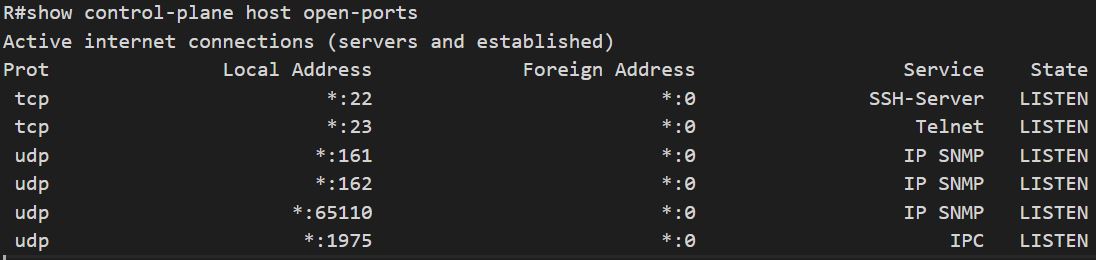 R#show control-plane host open-ports
Active internet connections (servers and established)
Prot Local Address Foreign Address Service State
tcp *:22 *:0 SSH-Server LISTEN
tcp *:23 *:0 Telnet LISTEN
udp *:161 *:0 IP SNMP LISTEN
udp *:162 *:0 IP SNMP LISTEN
udp *:65110 *:0 IP SNMP LISTEN
udp *:1975 *:0 IPC LISTEN